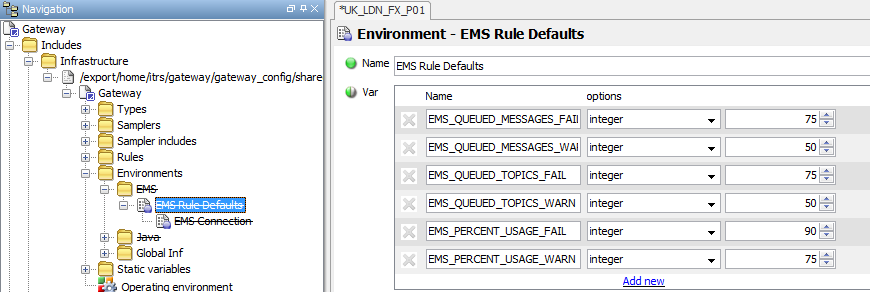 Navigation
Gateway
Includes
Infrastructure
/export/home/itrs/gateway/gateway_config/share
Gateway
Types
Samplers
Sampler includes
Rules
Environments
EMS
EMS Rule Defaults
EMS Connection
Java
Global Inf
Static variables
Operating environment
*UK_LDN_FX_P01
Environment - EMS Rule Defaults
Name EMS Rule Defaults
Var
Name options
EMS_QUEUED_MESSAGES_FAIL integer 75
EMS_QUEUED_MESSAGES_WAR integer 50
EMS_QUEUED_TOPICS_FAIL integer 75
EMS_QUEUED_TOPICS_WARN integer 50
EMS_PERCENT_USAGE_FAIL integer 90
EMS_PERCENT_USAGE_WARN integer 75
Add new